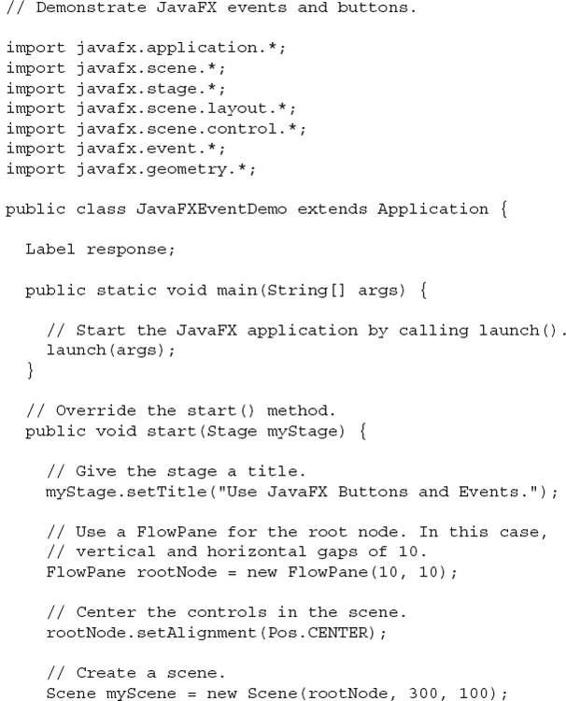 // Demonstrate JavaFX events and buttons.
import javafx.application.*;
import javafx.scene.*;
import javafx.stage.*;
import javafx.scene.layout.*;
import javafx.scene.control.*;
import javafx.event.*;
import javafx.geometry.*;
public class JavaFXEventDemo extends Application {
Label response;
public static void main(String[] args) {
// Start the JavaFX application by calling launch().
launch(args);
}
// Override the start() method.
public void start(Stage myStage) {
// Give the stage a title.
myStage.setTitle("Use JavaFX Buttons and Events.");
// Use a FlowPane for the root node. In this case,
// vertical and horizontal gaps of 10.
FlowPane rootNode = new FlowPane(10, 10);
// Center the controls in the scene.
rootNode.setAlignment(Pos.CENTER);
// Create a scene.
Scene myScene = new Scene(rootNode, 300, 100);